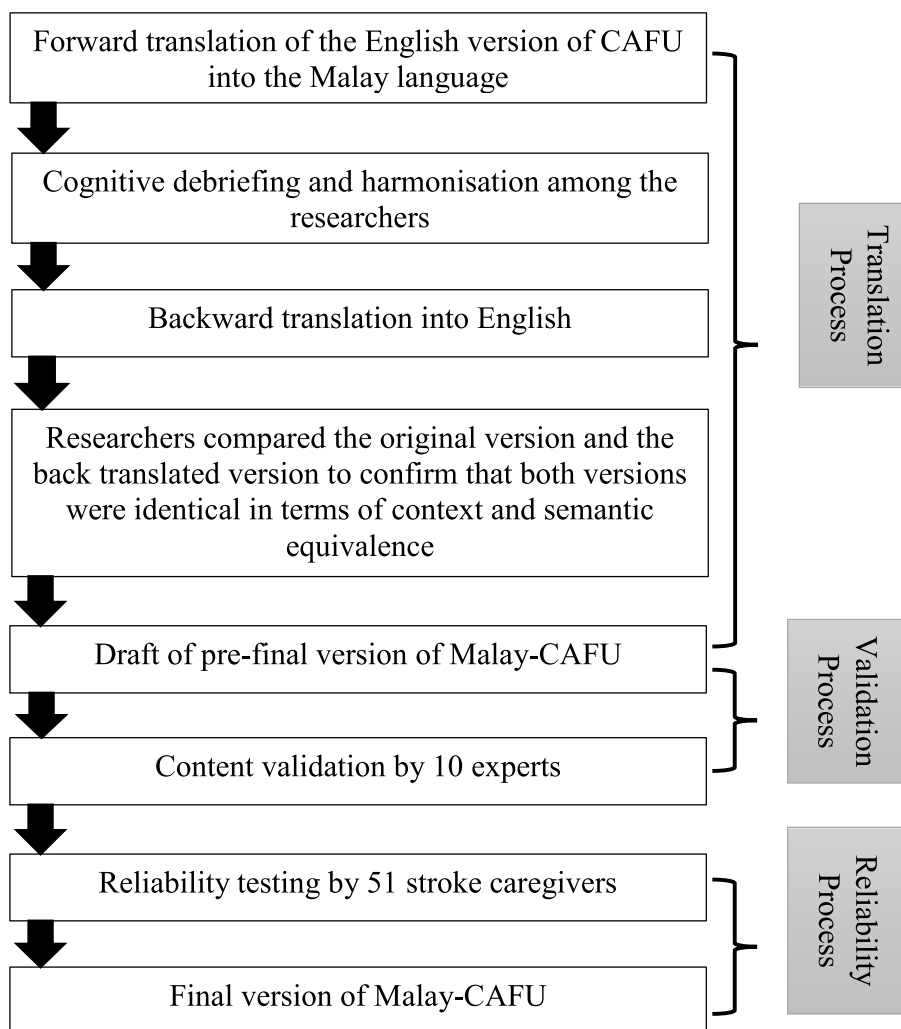 Forward translation of the English version of CAFU
into the Malay language
Cognitive debriefing and harmonisation among the
researchers
Backward translation into English
Researchers compared the original version and the
back translated version to confirm that both versions
were identical in terms of context and semantic
equivalence
Draft of pre-final version of Malay-CAFU
Content validation by 10 experts
Reliability testing by 51 stroke caregivers
Final version of Malay-CAFU
Translation
Process
Validation
Process
Reliability
Process